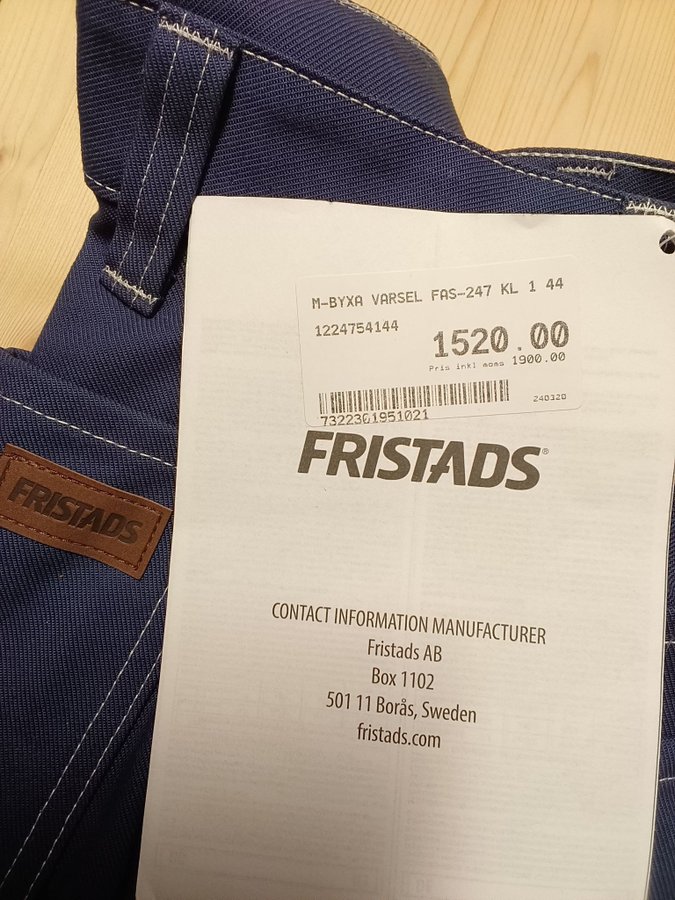 M-BYXA VARSEL FAS-247 KL 1 44
1224754144
1520.00
Pris inkl moms 1900.00
240320
7322361951021
FRISTADS®
FRISTADS
CONTACT INFORMATION MANUFACTURER
Fristads AB
Box 1102
501 11 Borås, Sweden
fristads.com